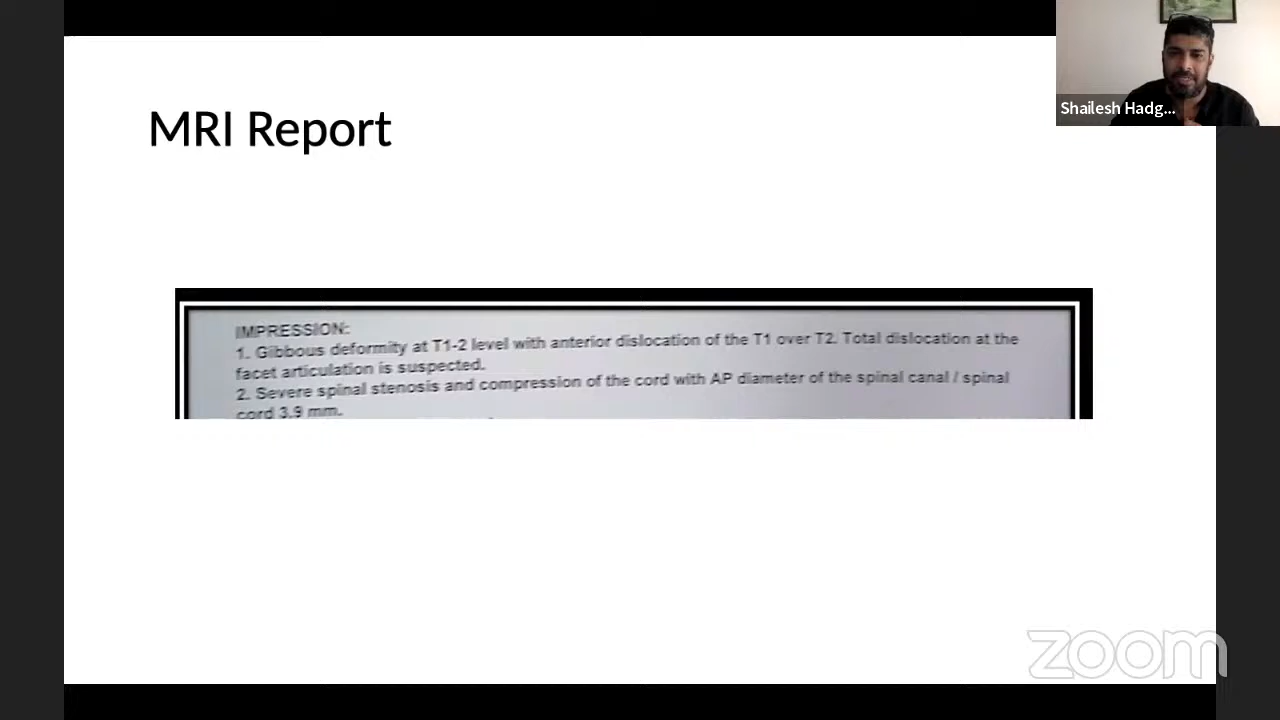 MRI Report
Shailesh Hadg...
IMPRESSION:
1. Gibbous deformity at T1-2 level with anterior dislocation of the T1 over T2. Total dislocation at the
facet articulation is suspected.
2. Severe spinal stenosis and compression of the cord with AP diameter of the spinal canal / spinal
cord 3.9 mm.
zoom